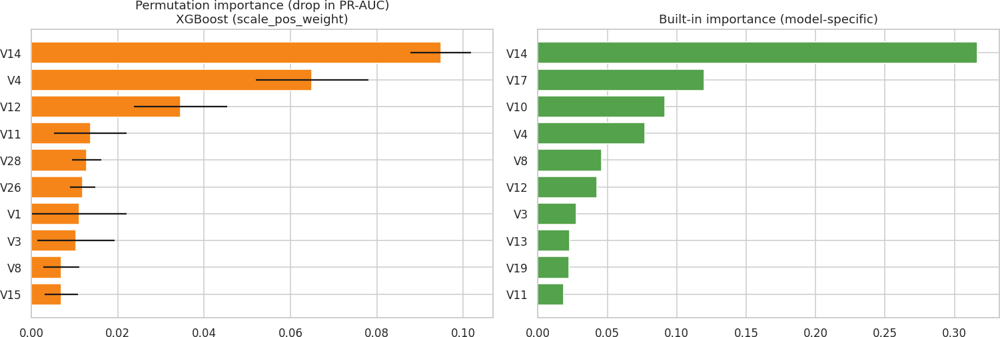 Permutation importance (drop in PR-AUC)
XGBoost (scale_pos_weight)
V14
V4
V12
V11
V28
V26
V1
V3
V8
V15
0.00 0.02 0.04 0.06 0.08 0.10
Built-in importance (model-specific)
V14
V17
V10
V4
V8
V12
V3
V13
V19
V11
0.00 0.05 0.10 0.15 0.20 0.25 0.30